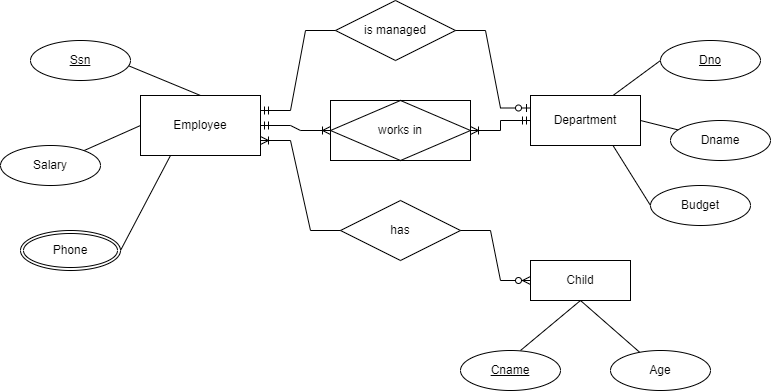 is managed
Ssn
Dno
Employee
works in
Department
Dname
Salary
Budget
Phone
has
Child
Cname
Age